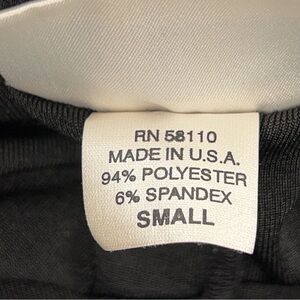 RN 58110
MADE IN U.S.A.
94% POLYESTER
6% SPANDEX
SMALL